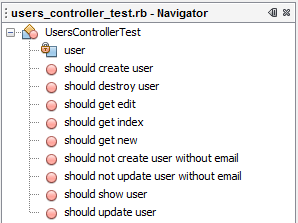 users_controller_test.rb - Navigator
UsersControllerTest
user
should create user
should destroy user
should get edit
should get index
should get new
should not create user without email
should not update user without email
should show user
should update user